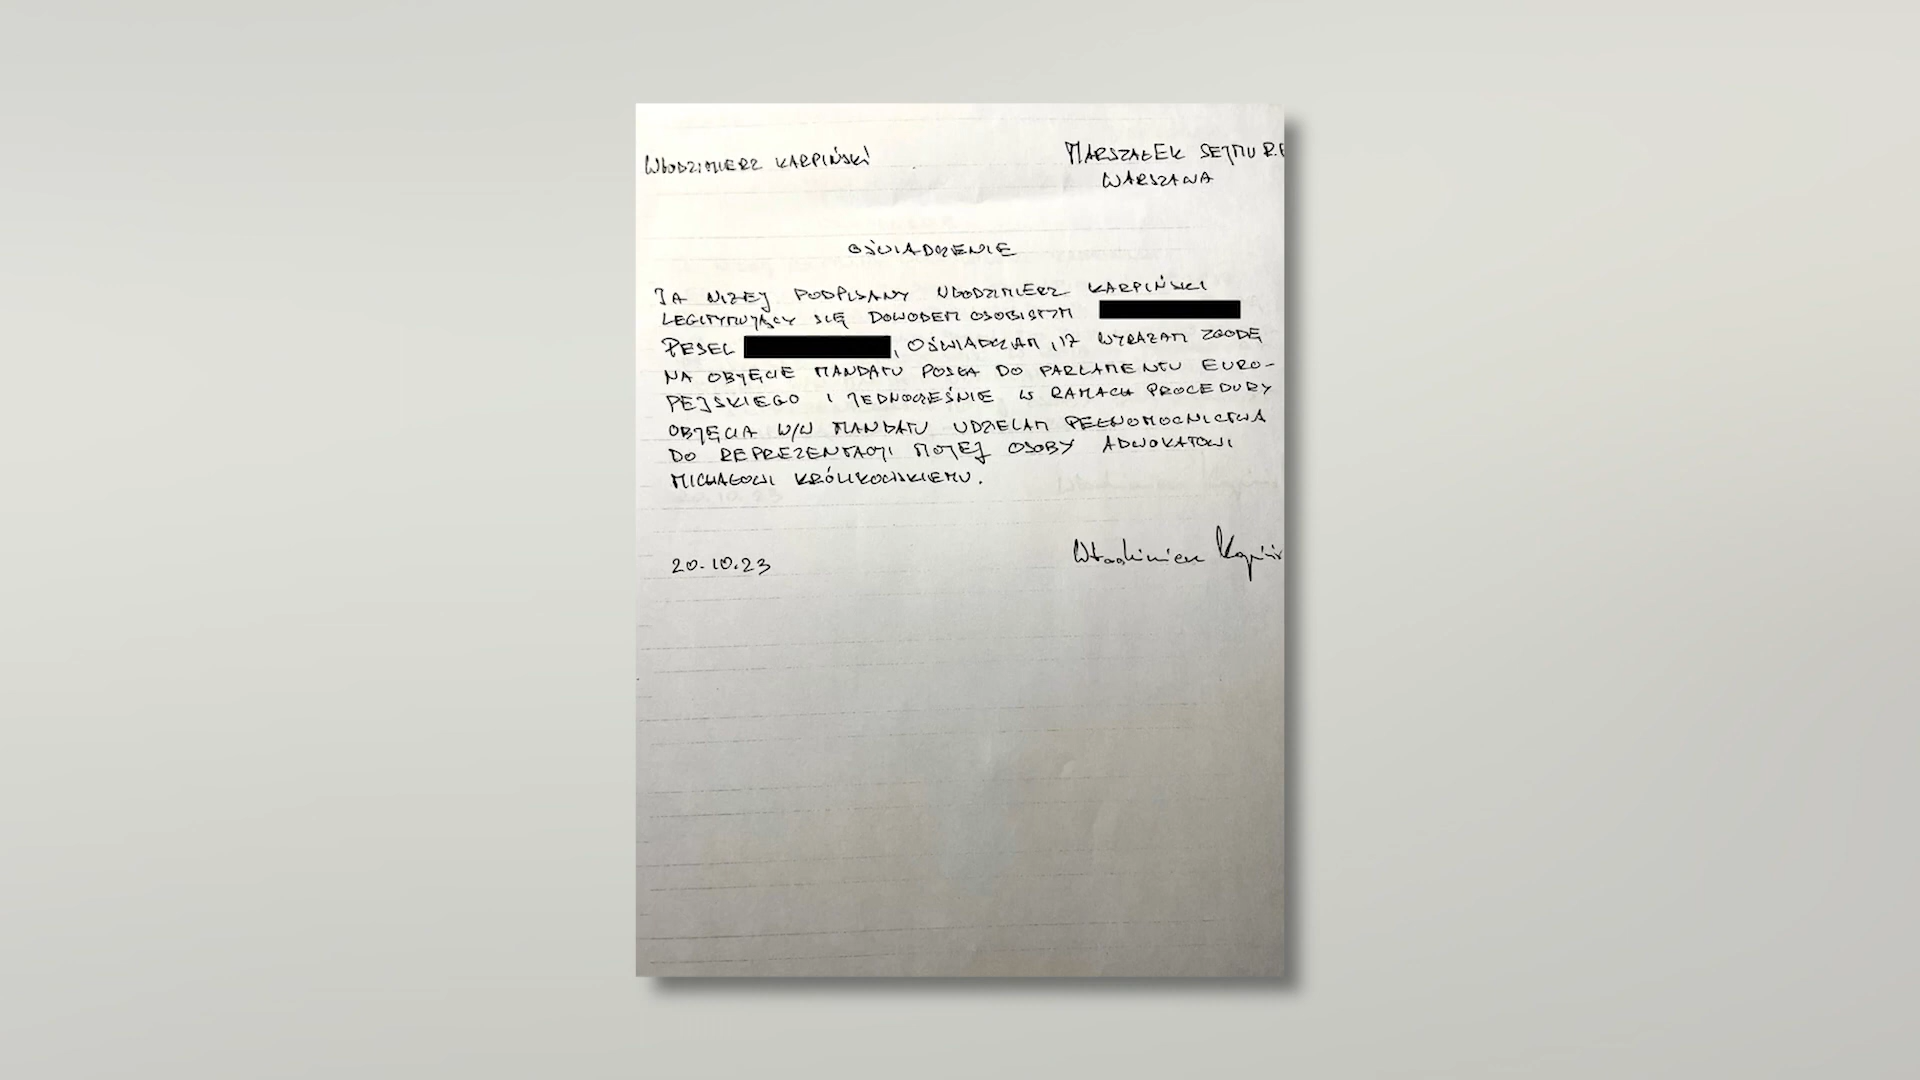 WŁODZIMIERZ KARPIŃSKI
MARSZAŁEK SEJMU R.
WARSZAWA
OŚWIADCZENIE
JA NIŻEJ PODPISANY WŁODZIMIERZ KARPIŃSKI
LEGITYMUJĄCY SIĘ DOWODEM OSOBISTYM
PESEL , OŚWIADCZAM, IŻ WYRAŻAM ZGODĘ
NA OBJĘCIE MANDATU POSŁA DO PARLAMENTU EURO-
PEJSKIEGO I JEDNOCZEŚNIE W RAMACH PROCEDURY
OBJĘCIA W/W MANDATU UDZIELAM PEŁNOMOCNICTWA
DO REPREZENTACJI MOJEJ OSOBY ADWOKATOWI
MICHAŁOWI KRÓLIKOWSKIEMU.
20.10.23
Włodzimierz